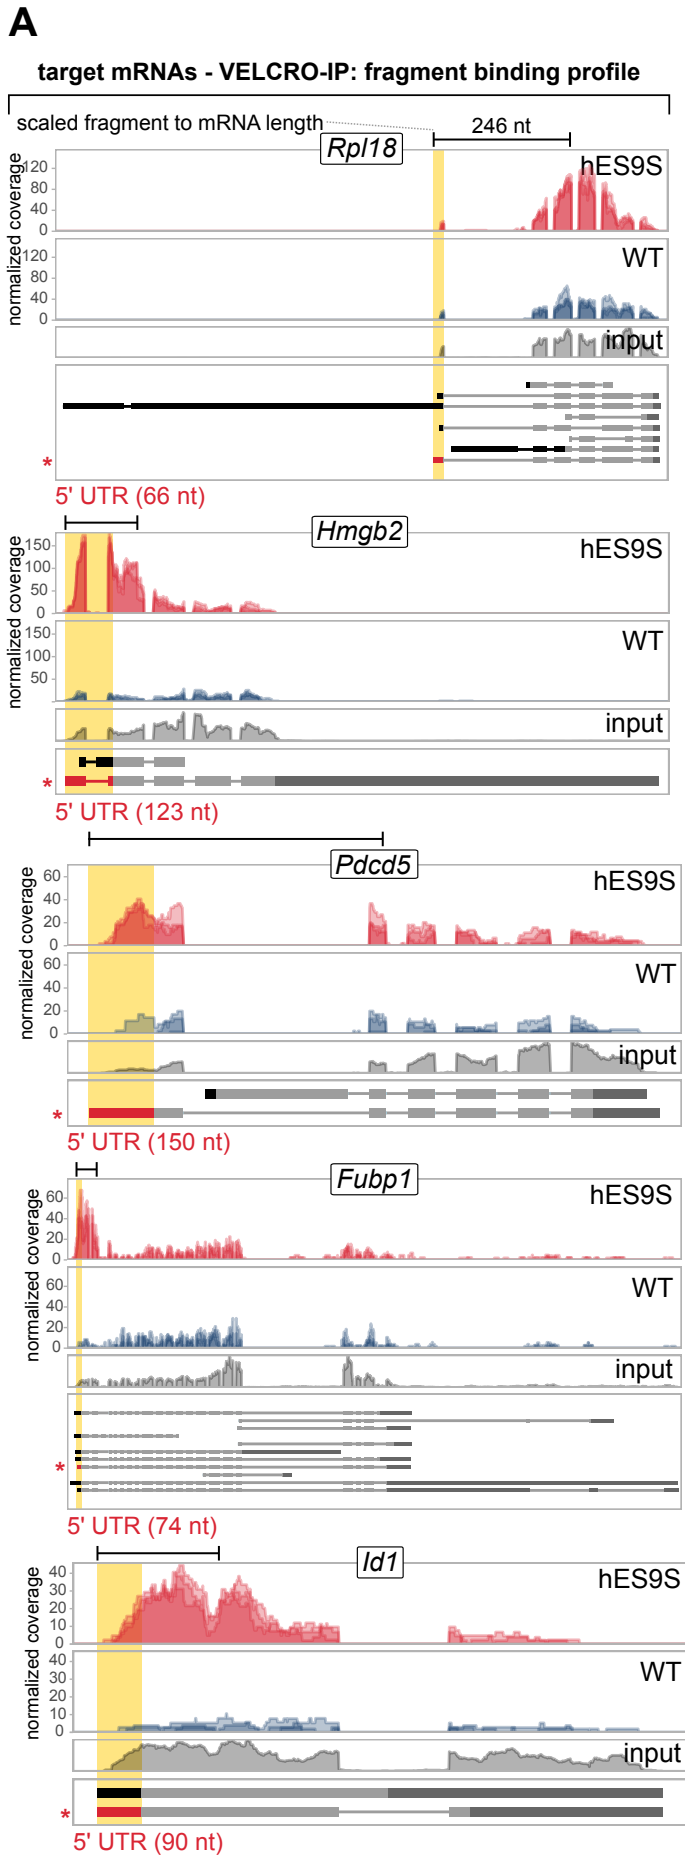 A
target mRNAs - VELCRO-IP: fragment binding profile
scaled fragment to mRNA length
246 nt
Rpl18
hES9S
normalized coverage
120
80
40
0
WT
120
80
40
0
input
*
5' UTR (66 nt)
Hmgb2
hES9S
normalized coverage
150
100
50
0
WT
150
100
50
input
*
5' UTR (123 nt)
Pdcd5
hES9S
normalized coverage
60
40
20
0
WT
60
40
20
0
input
*
5' UTR (150 nt)
Fubp1
hES9S
normalized coverage
60
40
20
0
WT
60
40
20
0
input
*
5' UTR (74 nt)
Id1
hES9S
normalized coverage
40
30
20
10
0
WT
40
30
20
10
0
input
*
5' UTR (90 nt)